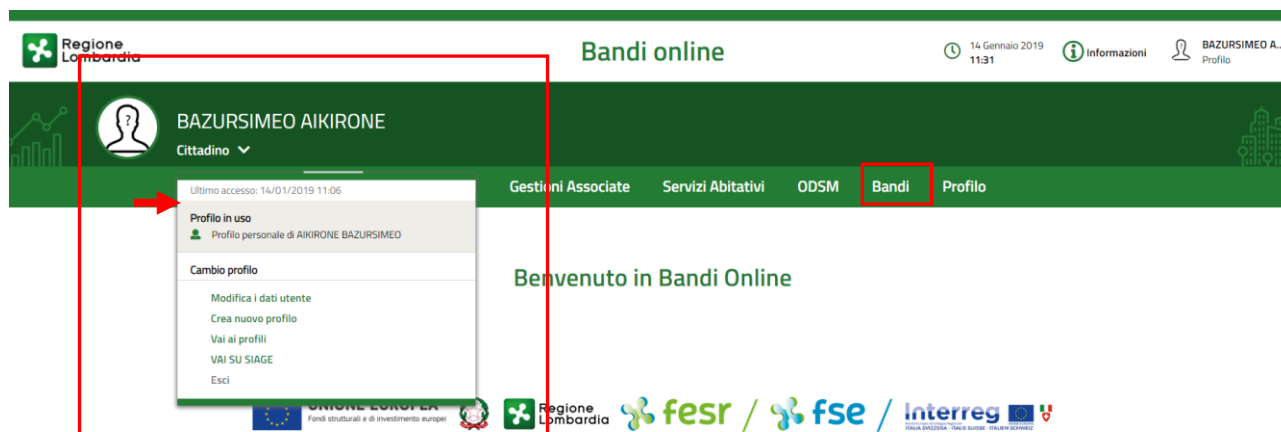 Regione
Lombardia
Bandi online
14 Gennaio 2019
11:31
Informazioni
BAZURSIMEO A..
Profilo
BAZURSIMEO AIKIRONE
Cittadino
Gestioni Associate Servizi Abitativi ODSM Bandi Profilo
Ultimo accesso: 14/01/2019 11:06
Profilo in uso
Profilo personale di AIKIRONE BAZURSIMEO
Cambio profilo
Modifica i dati utente
Crea nuovo profilo
Vai ai profili
VAI SU SIAGE
Esci
Benvenuto in Bandi Online
UNIONE EUROPEA
Fondi strutturali e di investimento europei
Regione
Lombardia
fesr / fse / Interreg